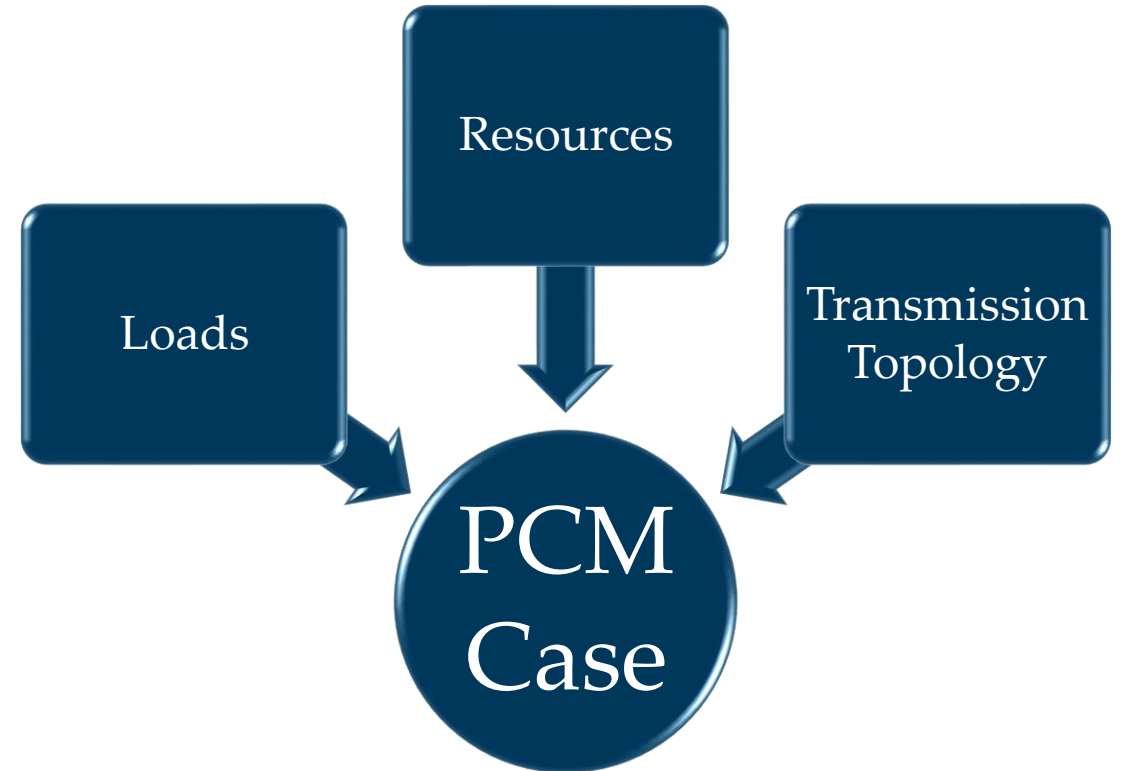 Resources
Loads
Transmission
Topology
PCM
Case